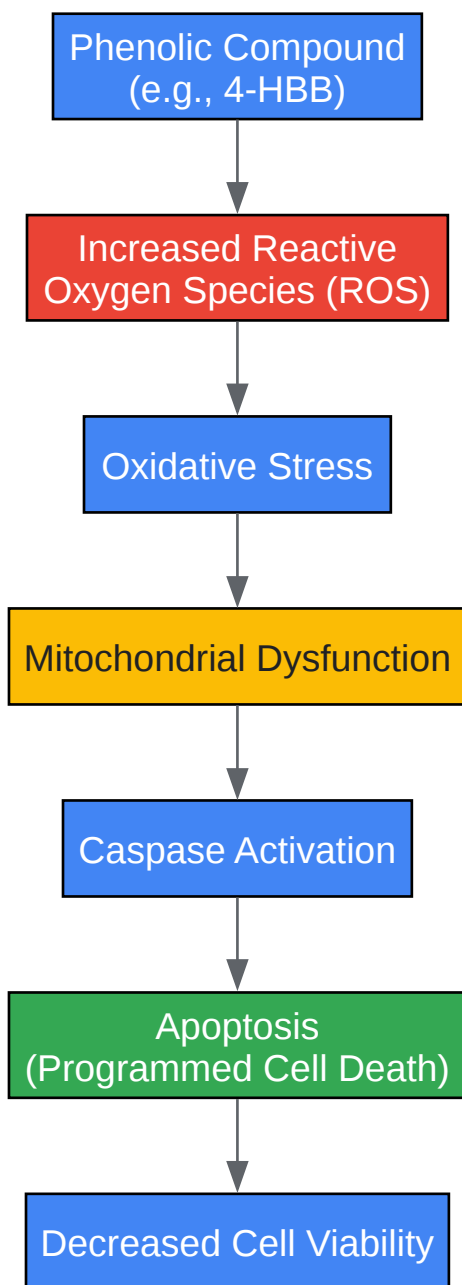 Phenolic Compound
(e.g., 4-HBB)
Increased Reactive
Oxygen Species (ROS)
Oxidative Stress
Mitochondrial Dysfunction
Caspase Activation
Apoptosis
(Programmed Cell Death)
Decreased Cell Viability